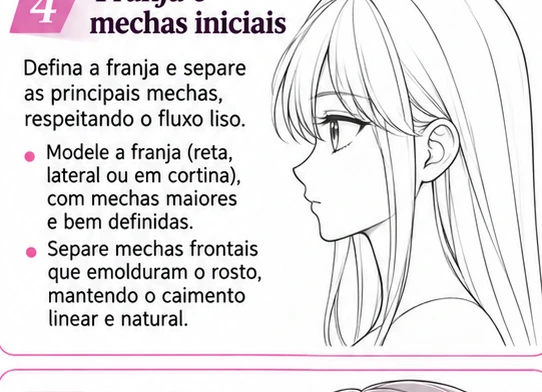 4
Franja e
mechas iniciais
Defina a franja e separe
as principais mechas,
respeitando o fluxo liso.
Modele a franja (reta,
lateral ou em cortina),
com mechas maiores
e bem definidas.
Separe mechas frontais
que emolduram o rosto,
mantendo o caimento
linear e natural.